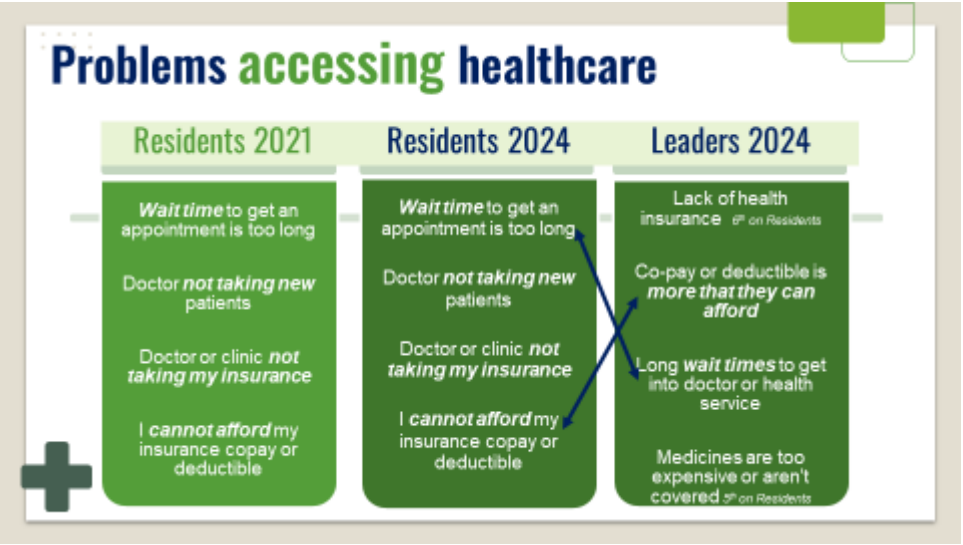 Problems accessing healthcare
Residents 2021
Wait time to get an
appointment is too long
Doctor not taking new
patients
Doctor or clinic not
taking my insurance
I cannot afford my
insurance copay or
deductible
Residents 2024
Wait time to get an
appointment is too long
Doctor not taking new
patients
Doctor or clinic not
taking my insurance
I cannot afford my
insurance copay or
deductible
Leaders 2024
Lack of health
insurance 6th on Residents
Co-pay or deductible is
more that they can
afford
Long wait times to get
into doctor or health
service
Medicines are too
expensive or aren't
covered 5th on Residents